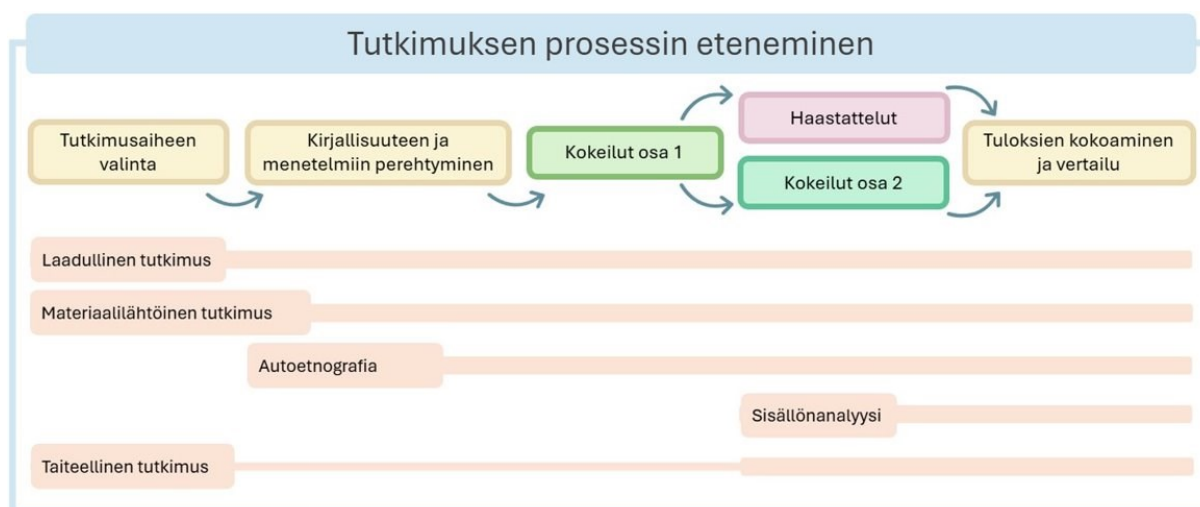 Tutkimuksen prosessin eteneminen
Tutkimusaiheen
valinta
Kirjallisuuteen ja
menetelmiin perehtyminen
Kokeilut osa 1
Haastattelut
Kokeilut osa 2
Tuloksien kokoaminen
ja vertailu
Laadullinen tutkimus
Materiaalilähtöinen tutkimus
Autoetnografia
Sisällönanalyysi
Taiteellinen tutkimus